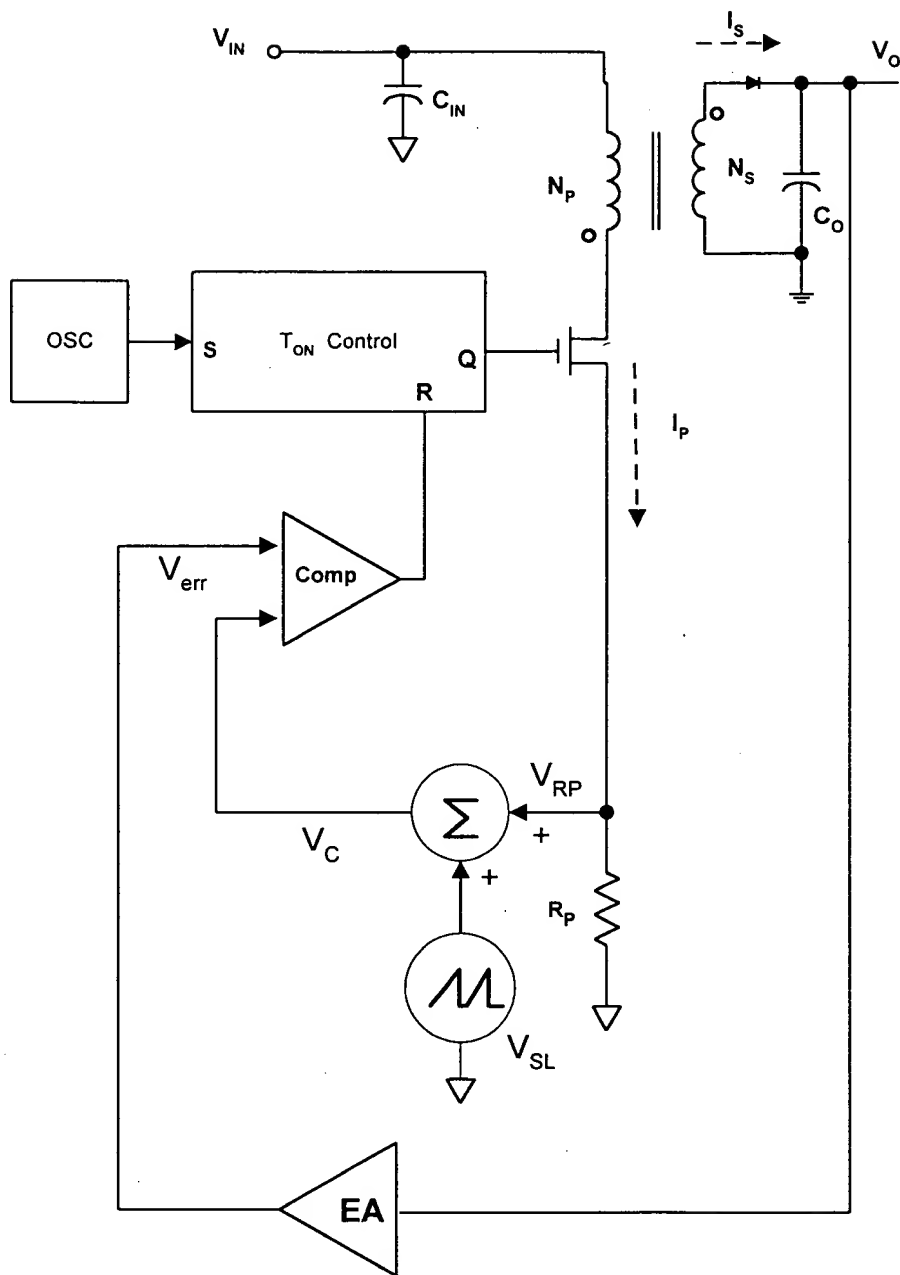 I_S
V_IN
V_O
C_IN
N_P
N_S
C_O
OSC
S
T_ON Control
Q
R
I_P
V_err
Comp
V_RP
Σ
+
V_C
+
R_P
V_SL
EA